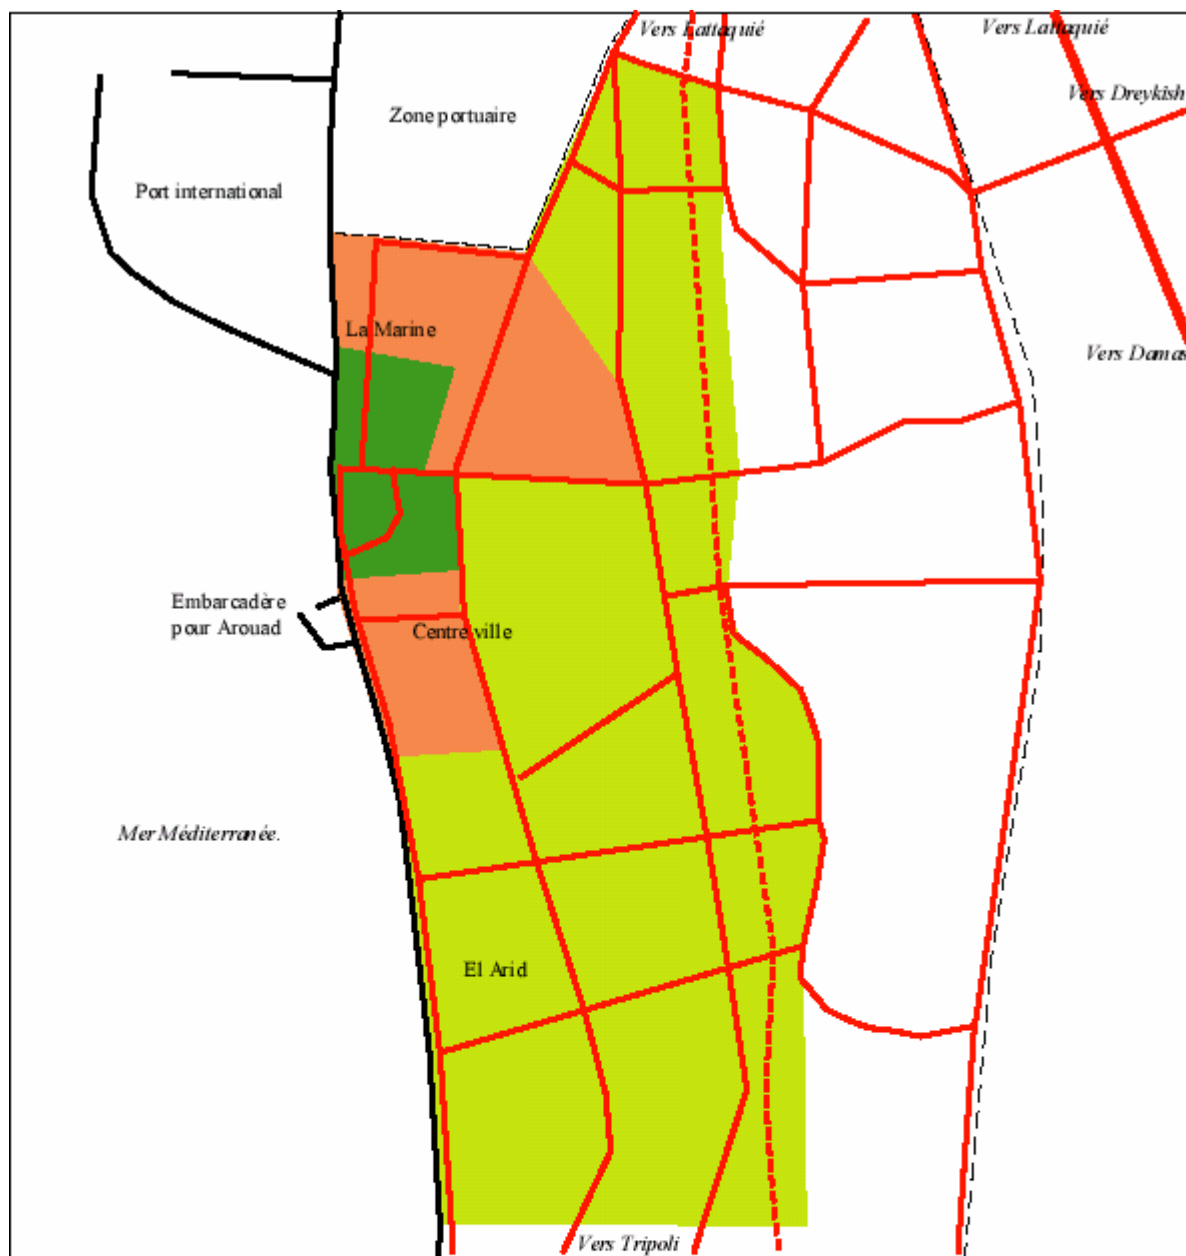 Vers Lattaquié
Vers Lattaquié
Vers Dreykish
Zone portuaire
Port international
La Marine
Vers Damas
Embarcadère
pour Arouad
Centre ville
Mer Méditerranée.
El Arid
Vers Tripoli